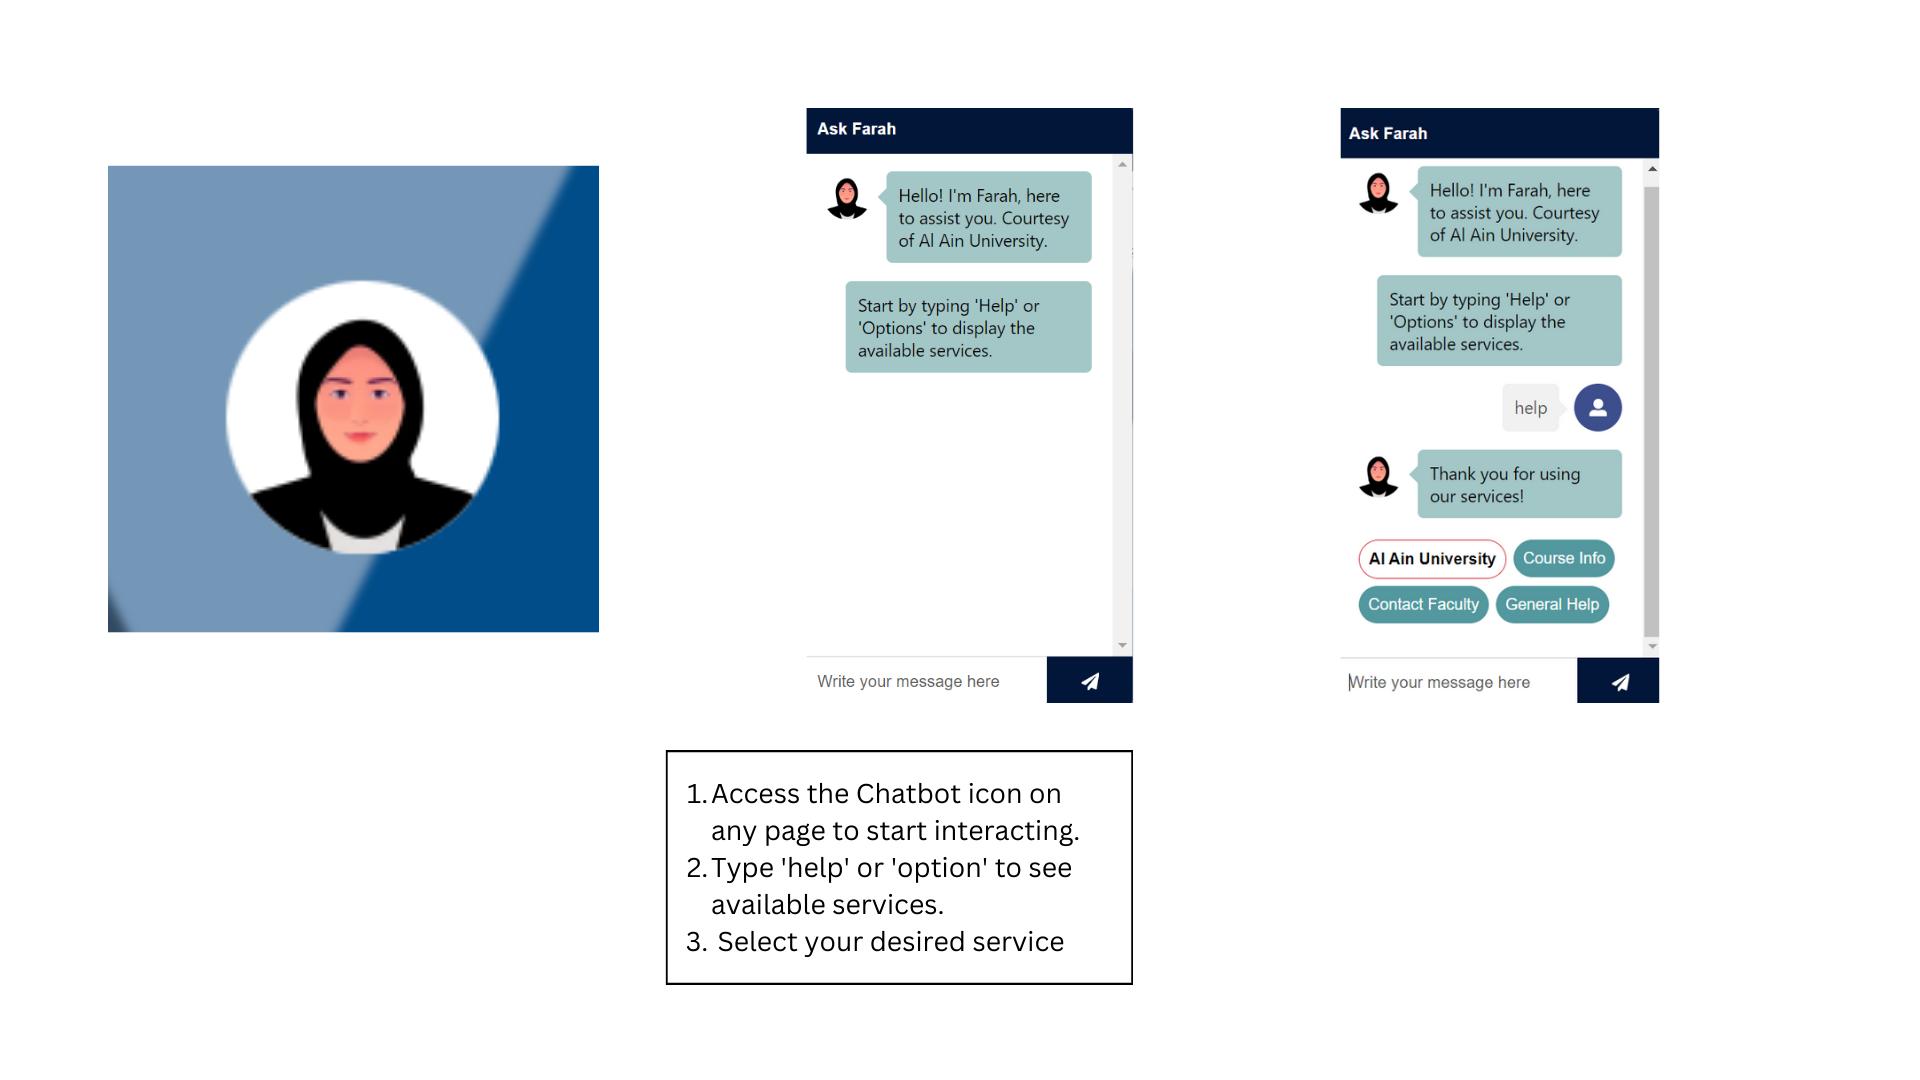 Ask Farah
Hello! I'm Farah, here
to assist you. Courtesy
of Al Ain University.
Start by typing 'Help' or
'Options' to display the
available services.
Write your message here
Ask Farah
Hello! I'm Farah, here
to assist you. Courtesy
of Al Ain University.
Start by typing 'Help' or
'Options' to display the
available services.
help
Thank you for using
our services!
Al Ain University
Course Info
Contact Faculty
General Help
Write your message here
1. Access the Chatbot icon on
any page to start interacting.
2. Type 'help' or 'option' to see
available services.
3. Select your desired service